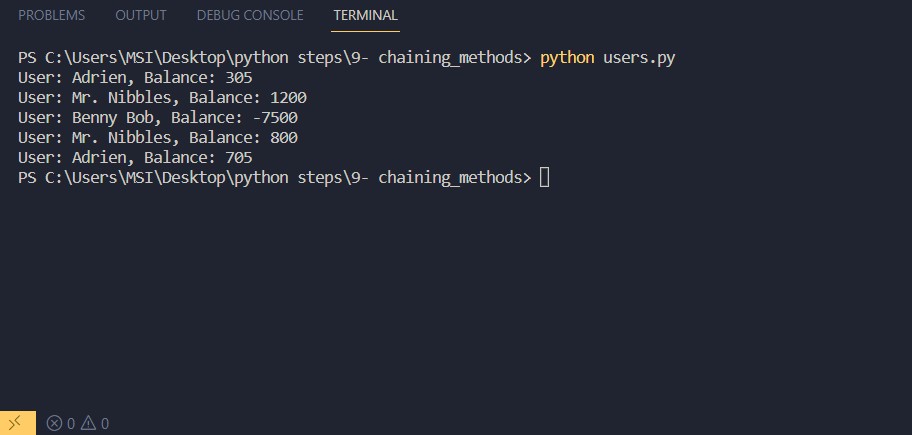 PROBLEMS OUTPUT DEBUG CONSOLE TERMINAL
PS C:\Users\MSI\Desktop\python steps\9- chaining_methods> python users.py
User: Adrien, Balance: 305
User: Mr. Nibbles, Balance: 1200
User: Benny Bob, Balance: -7500
User: Mr. Nibbles, Balance: 800
User: Adrien, Balance: 705
PS C:\Users\MSI\Desktop\python steps\9- chaining_methods>
0 0